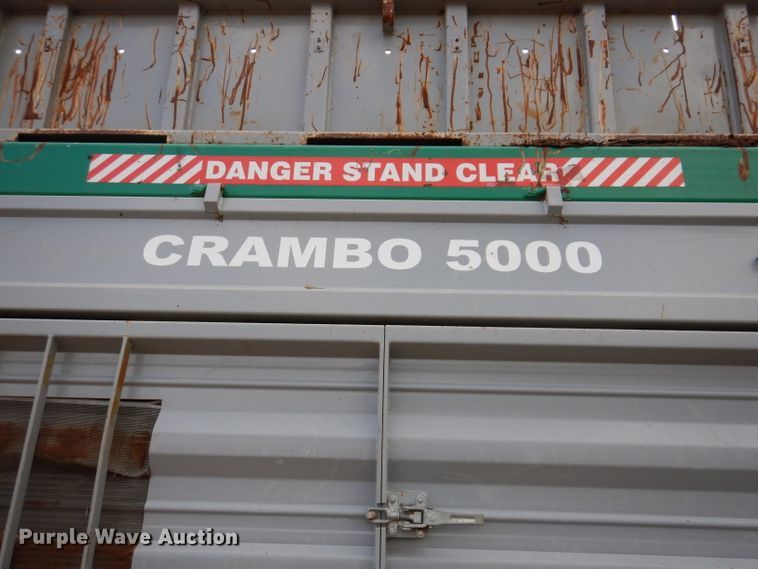 DANGER STAND CLEAR
CRAMBO 5000
Purple Wave Auction